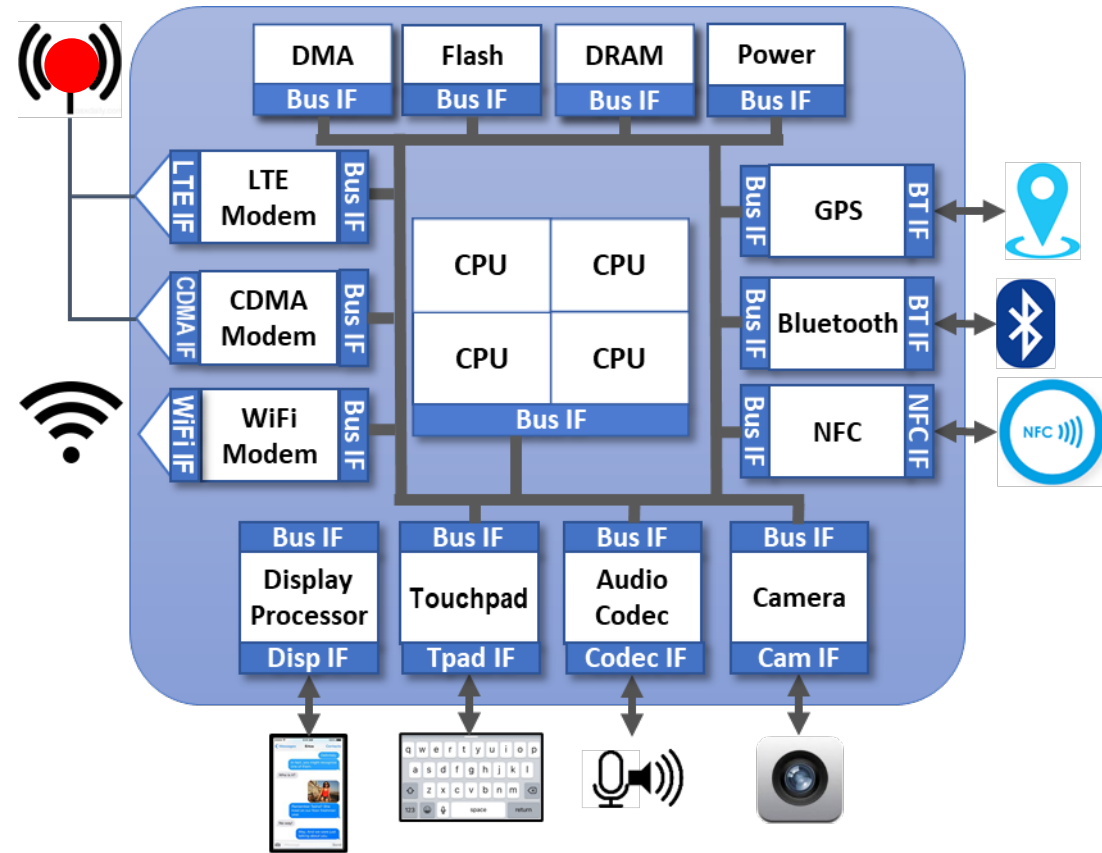 DMA
Bus IF
Flash
Bus IF
DRAM
Bus IF
Power
Bus IF
LTE IF
LTE
Modem
Bus IF
CDMA IF
CDMA
Modem
Bus IF
WiFi IF
WiFi
Modem
Bus IF
CPU
CPU
CPU
CPU
Bus IF
Bus IF
GPS
BT IF
Bus IF
Bluetooth
BT IF
Bus IF
NFC
NFC IF
NFC
Bus IF
Display
Processor
Disp IF
Bus IF
Touchpad
Tpad IF
Bus IF
Audio
Codec
Codec IF
Bus IF
Camera
Cam IF
q w e r t y u i o p
a s d f g h j k l
z x c v b n m
123 space return